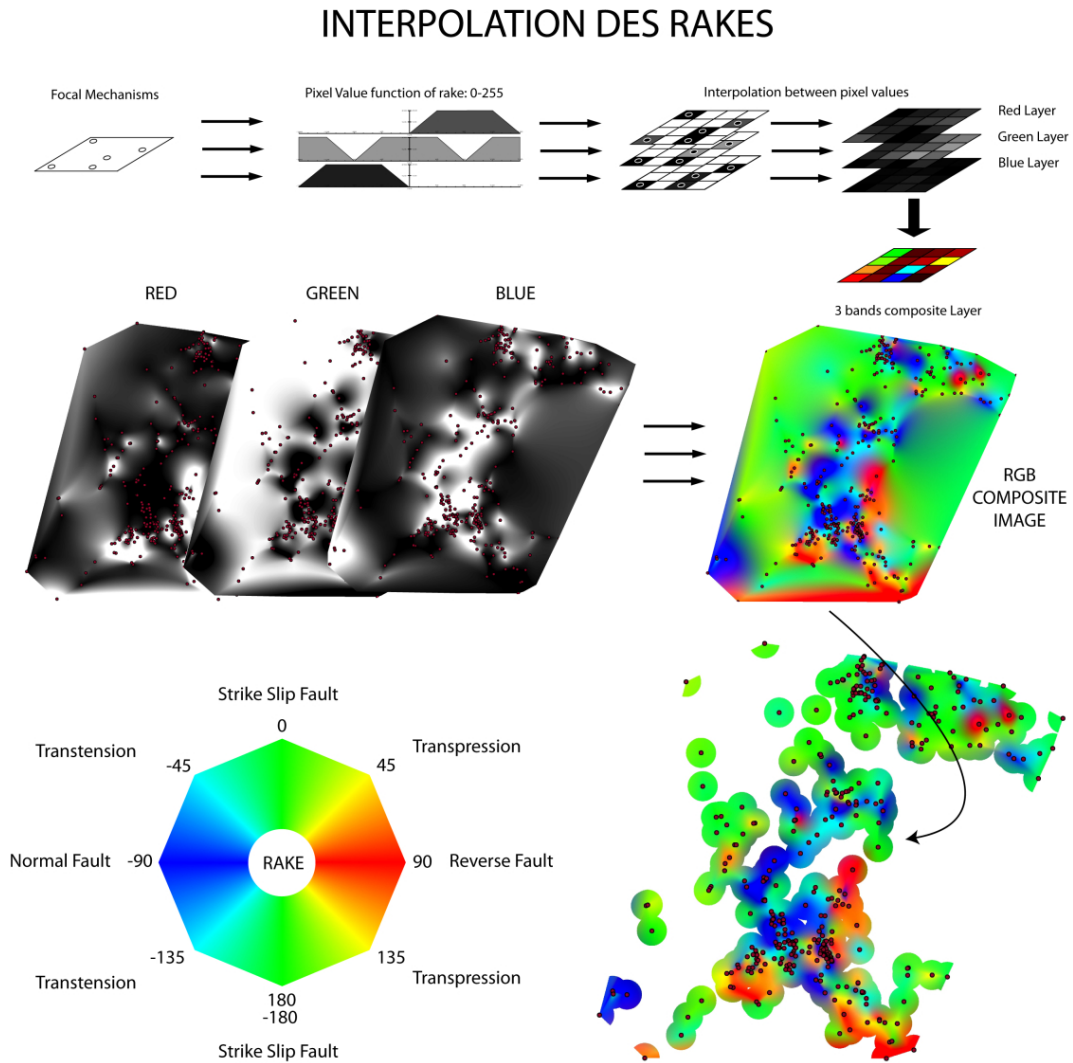 INTERPOLATION DES RAKES
Focal Mechanisms
Pixel Value function of rake: 0-255
Interpolation between pixel values
Red Layer
Green Layer
Blue Layer
RED
GREEN
BLUE
3 bands composite Layer
RGB
COMPOSITE
IMAGE
Strike Slip Fault
0
Transtension
Transpression
-45
45
Normal Fault
-90
RAKE
90
Reverse Fault
-135
135
Transtension
Transpression
180
-180
Strike Slip Fault